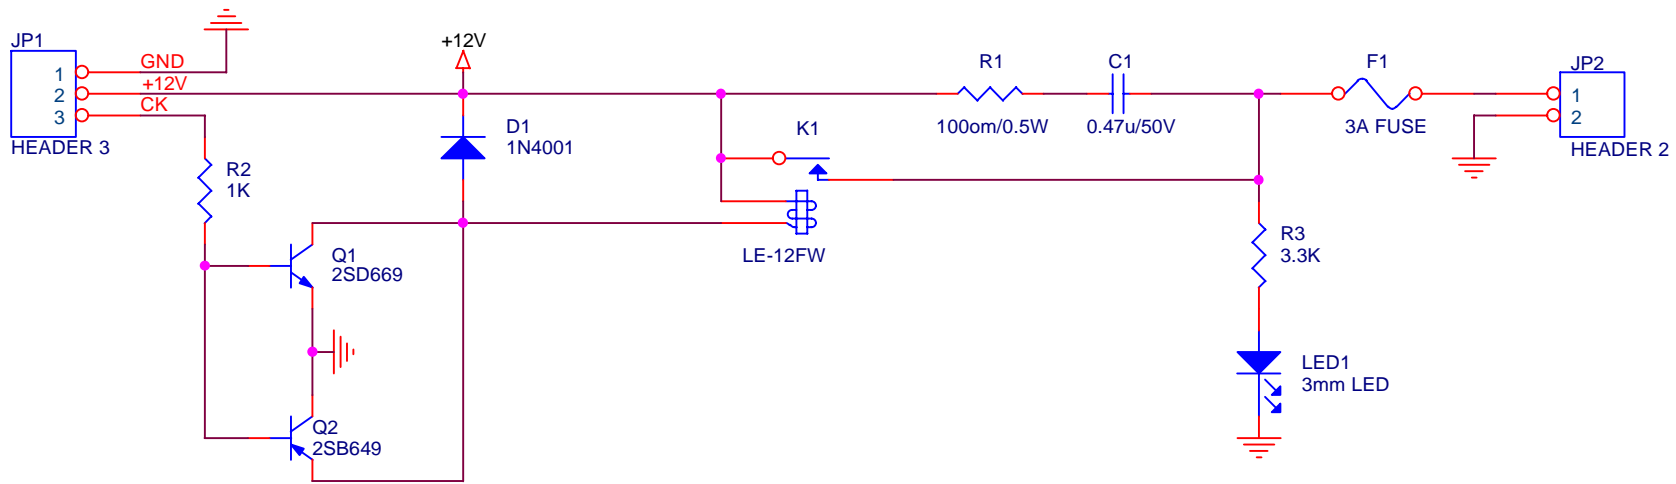 JP1
1
2
3
HEADER 3
GND
+12V
CK
+12V
R2
1K
D1
1N4001
Q1
2SD669
Q2
2SB649
K1
LE-12FW
R1
100om/0.5W
C1
0.47u/50V
F1
3A FUSE
JP2
1
2
HEADER 2
R3
3.3K
LED1
3mm LED